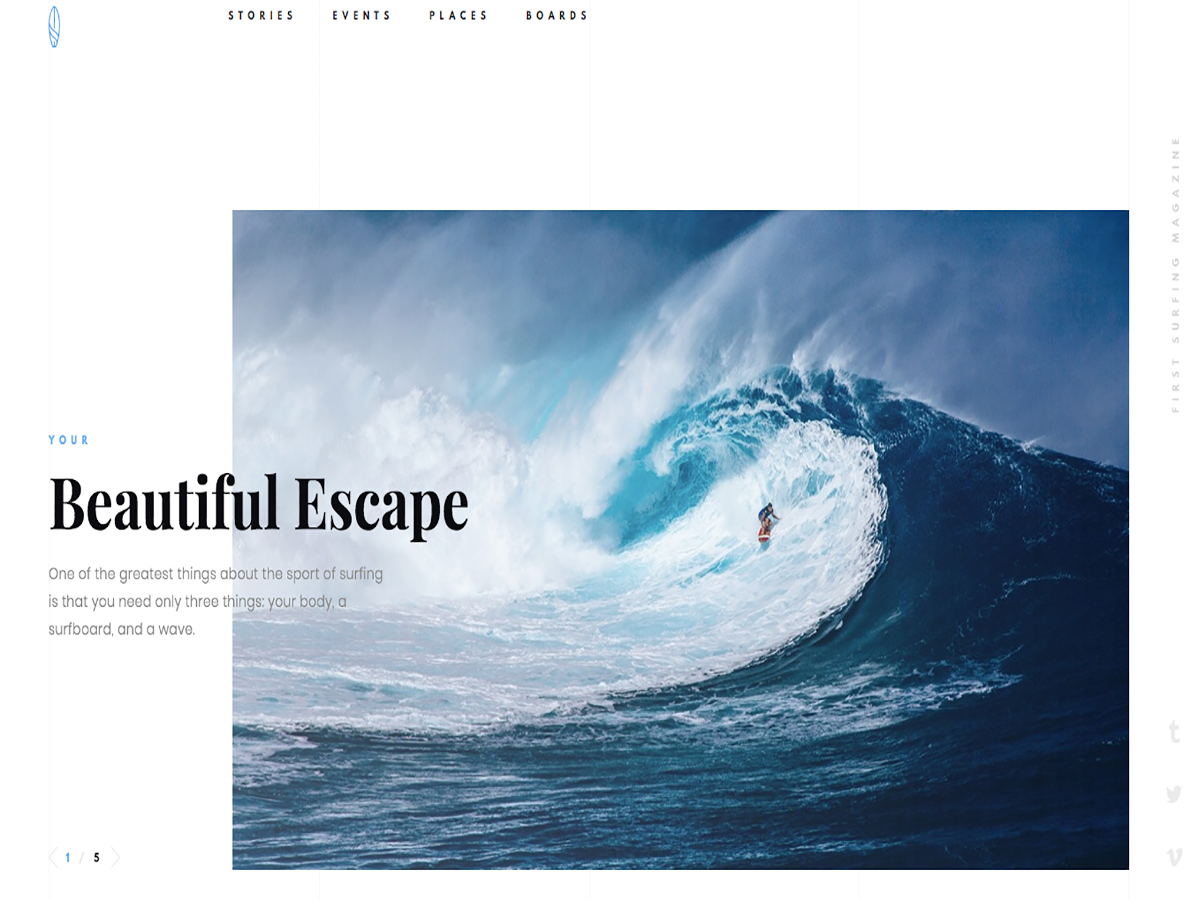 STORIES EVENTS PLACES BOARDS
FIRST SURFING MAGAZINE
YOUR
Beautiful Escape
One of the greatest things about the sport of surfing
is that you need only three things: your body, a
surfboard, and a wave.
1 / 5